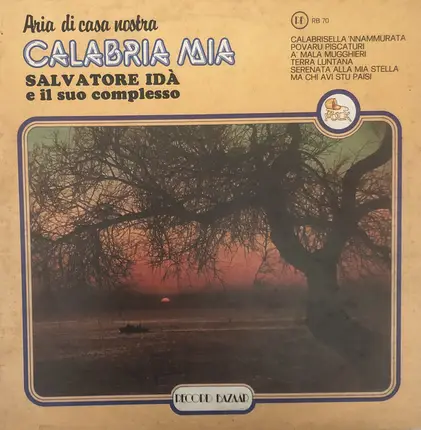 Aria di casa nostra
CALABRIA MIA
SALVATORE IDÀ
e il suo complesso
RB 70
CALABRISELLA 'NNAMMURATA
POVARU PISCATURI
A' MALA MUGGHIERI
TERRA LUNTANA
SERENATA ALLA MIA STELLA
MA CHI AVI STU PAISI
RECORD BAZAAR